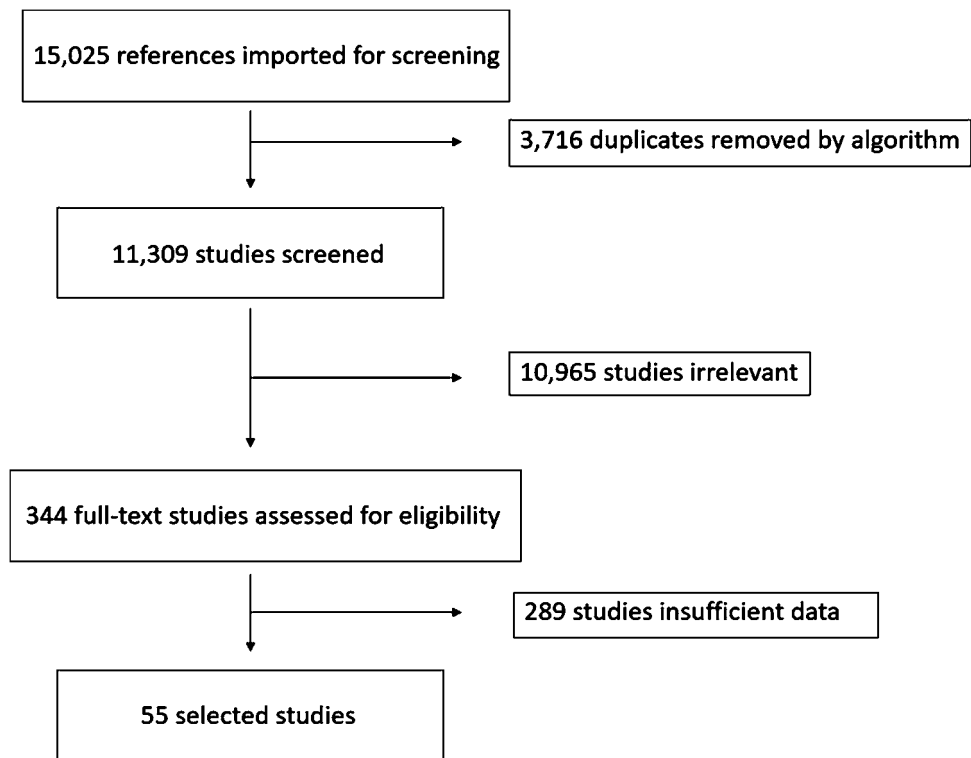 15,025 references imported for screening
3,716 duplicates removed by algorithm
11,309 studies screened
10,965 studies irrelevant
344 full-text studies assessed for eligibility
289 studies insufficient data
55 selected studies